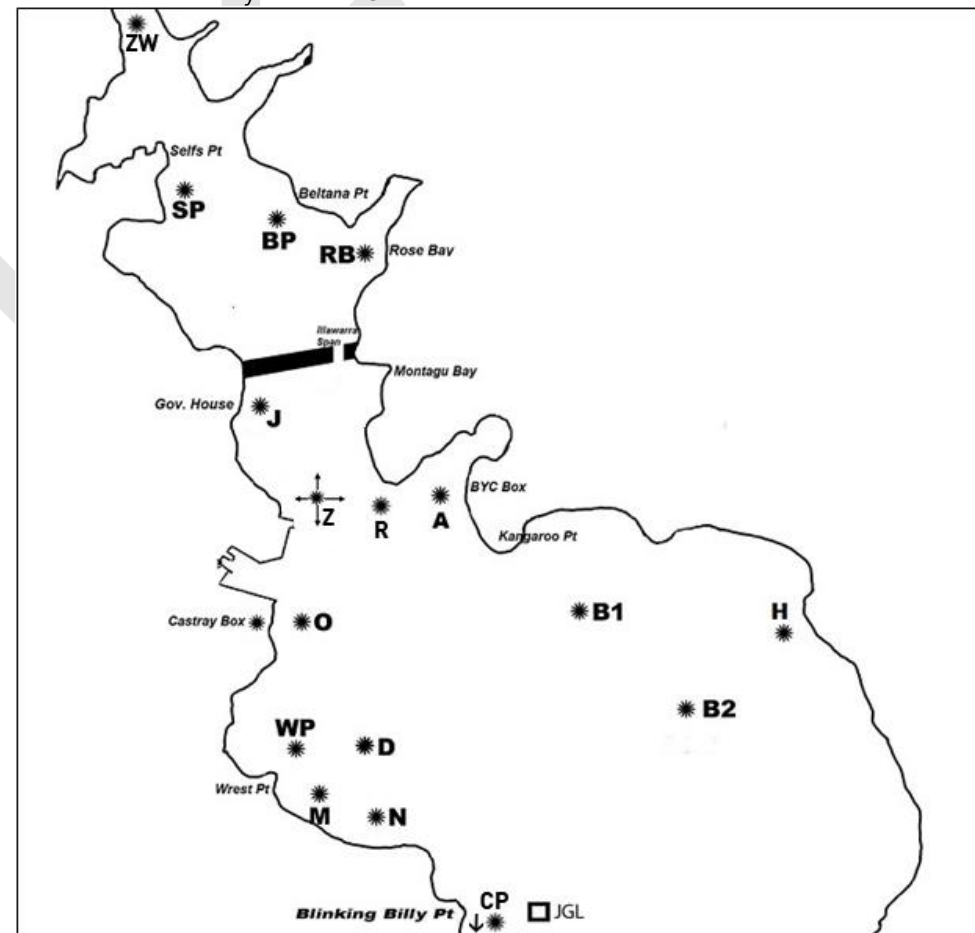 ZW
Selfs Pt
Beltana Pt
SP
BP
RB
Rose Bay
Illawarra
Span
Montagu Bay
Gov. House
J
BYC Box
Z
R
A
Kangaroo Pt
B1
H
Castray Box
O
B2
WP
D
Wrest Pt
M
N
CP
Blinking Billy Pt
JGL